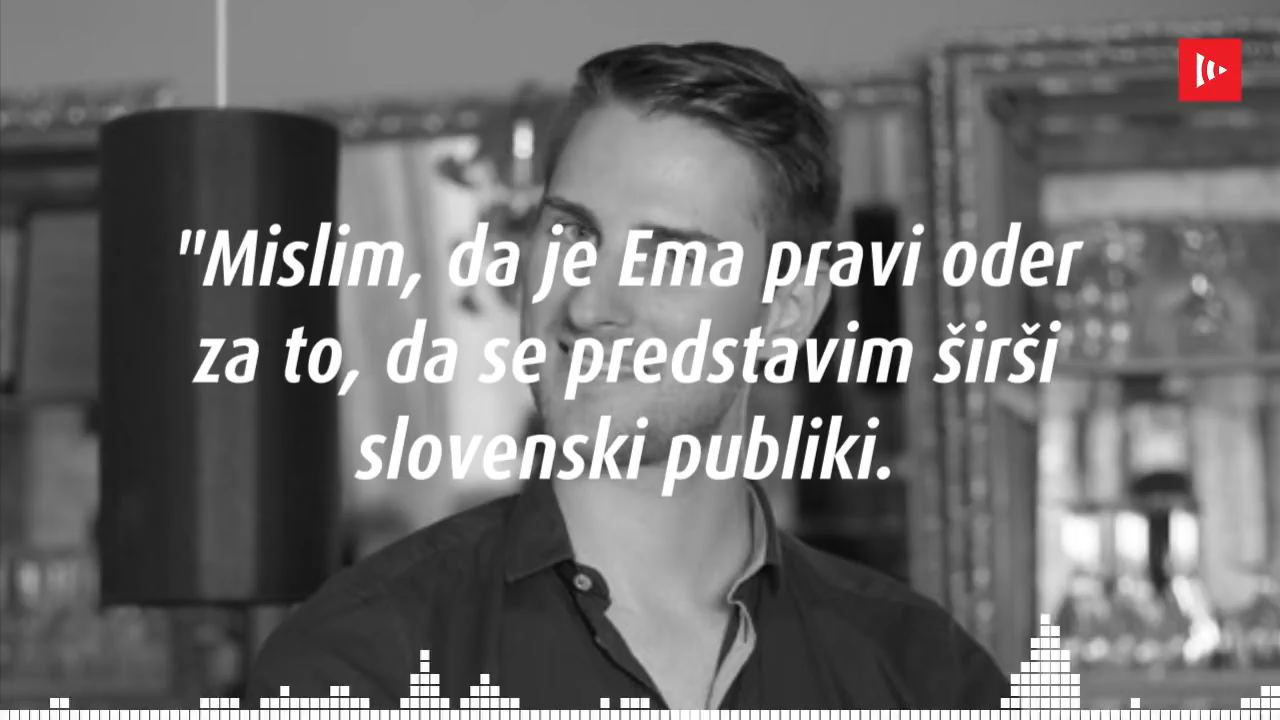 "Mislim, da je Ema pravi oder
za to, da se predstavim širši
slovenski publiki.